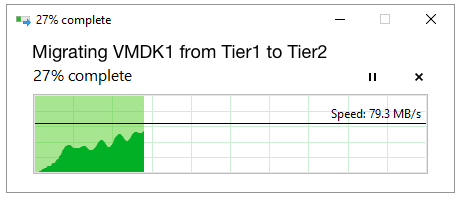 27% complete
Migrating VMDK1 from Tier1 to Tier2
27% complete
Speed: 79.3 MB/s